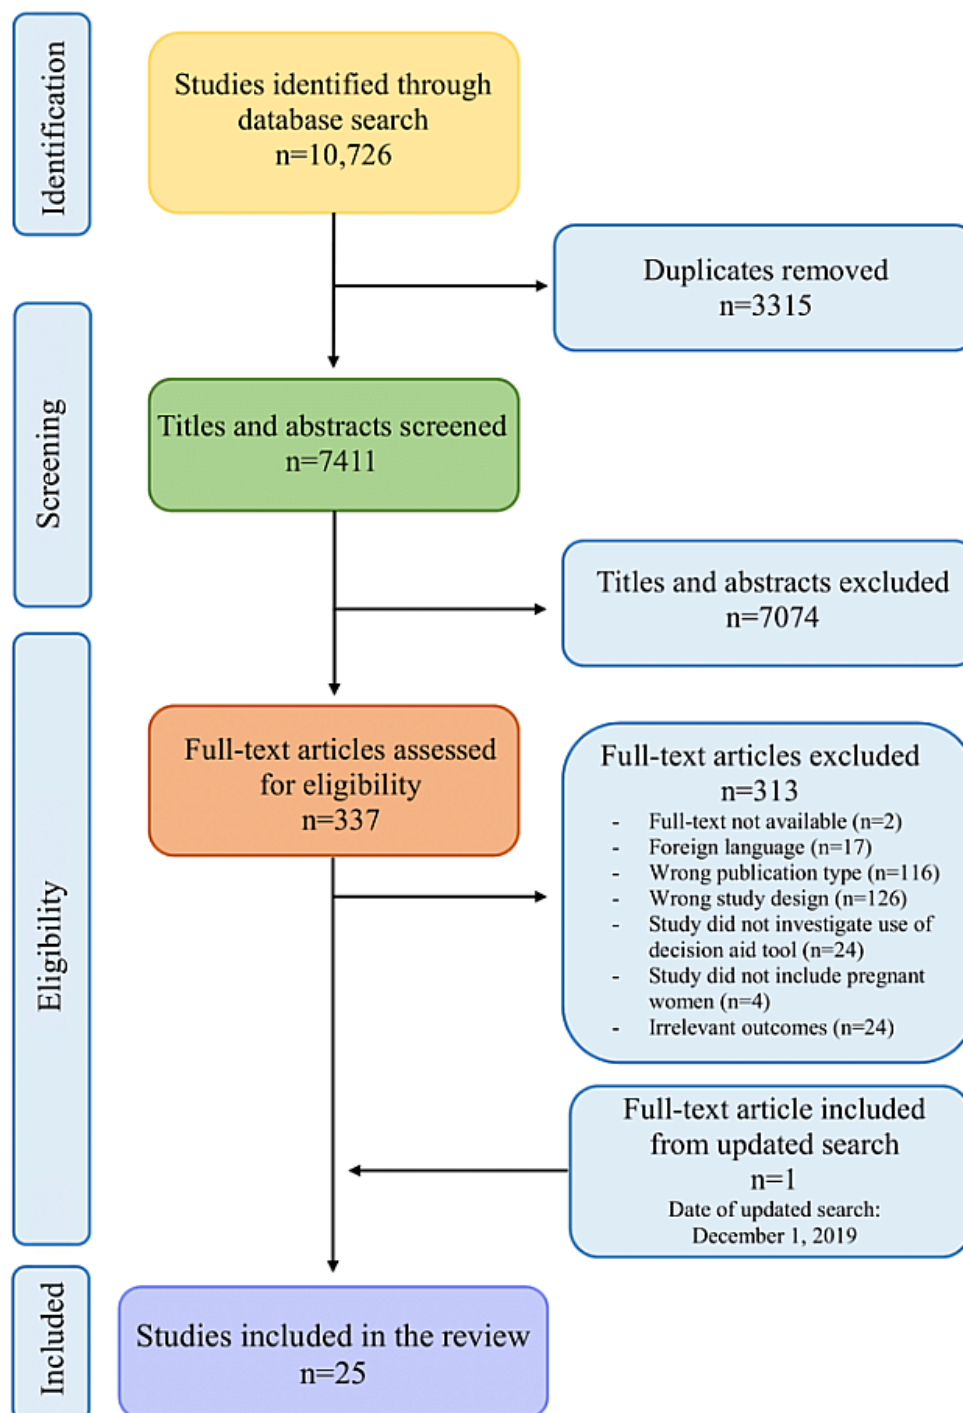 Identification
Studies identified through
database search
n=10,726
Duplicates removed
n=3315
Screening
Titles and abstracts screened
n=7411
Titles and abstracts excluded
n=7074
Eligibility
Full-text articles assessed
for eligibility
n=337
Full-text articles excluded
n=313
- Full-text not available (n=2)
- Foreign language (n=17)
- Wrong publication type (n=116)
- Wrong study design (n=126)
- Study did not investigate use of
decision aid tool (n=24)
- Study did not include pregnant
women (n=4)
- Irrelevant outcomes (n=24)
Full-text article included
from updated search
n=1
Date of updated search:
December 1, 2019
Included
Studies included in the review
n=25